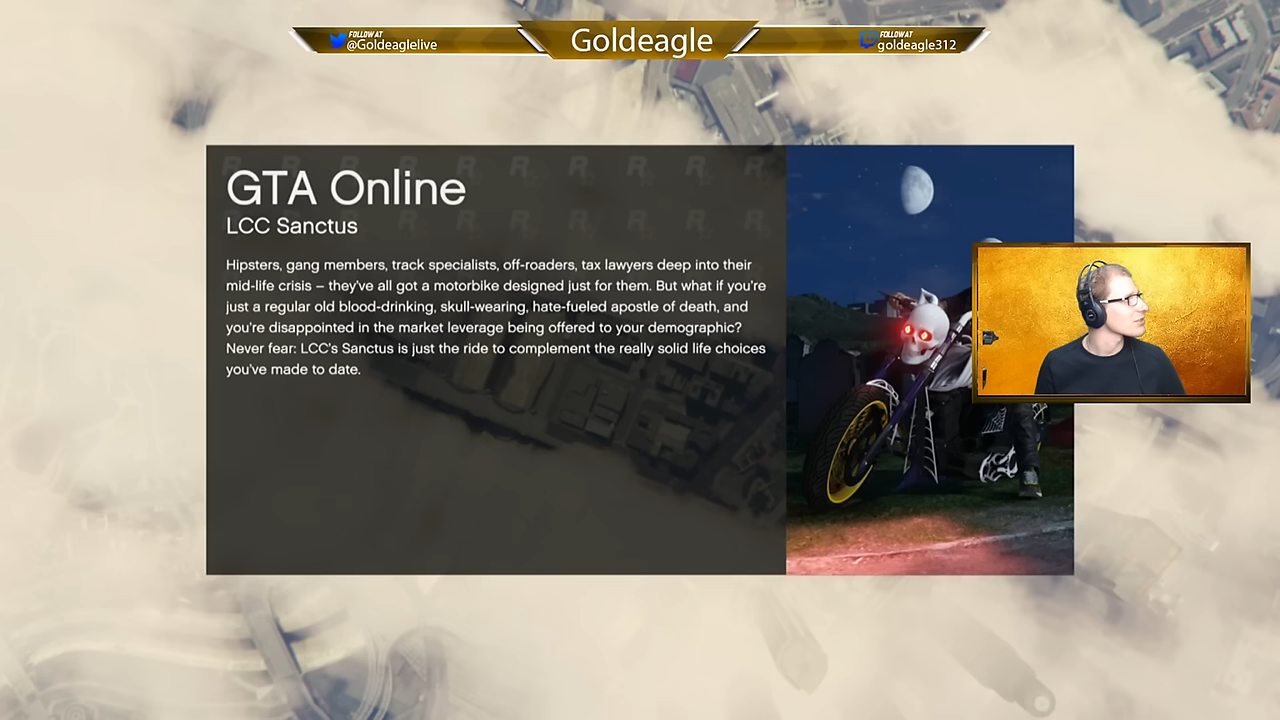 FOLLOW AT
@Goldeaglelive
Goldeagle
FOLLOW AT
goldeagle312
GTA Online
LCC Sanctus
Hipsters, gang members, track specialists, off-roaders, tax lawyers deep into their
mid-life crisis – they've all got a motorbike designed just for them. But what if you're
just a regular old blood-drinking, skull-wearing, hate-fueled apostle of death, and
you're disappointed in the market leverage being offered to your demographic?
Never fear: LCC's Sanctus is just the ride to complement the really solid life choices
you've made to date.